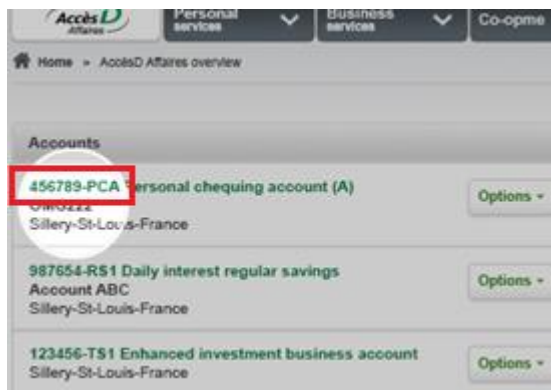 AccèsD
Affaires
Personal
services
Business
services
Co-opme
Home » AccèsD Affaires overview
Accounts
456789-PCA Personal chequing account (A)
Sillery-St-Louis-France
Options
987654-RS1 Daily interest regular savings
Account ABC
Sillery-St-Louis-France
Options
123456-TS1 Enhanced investment business account
Sillery-St-Louis-France
Options